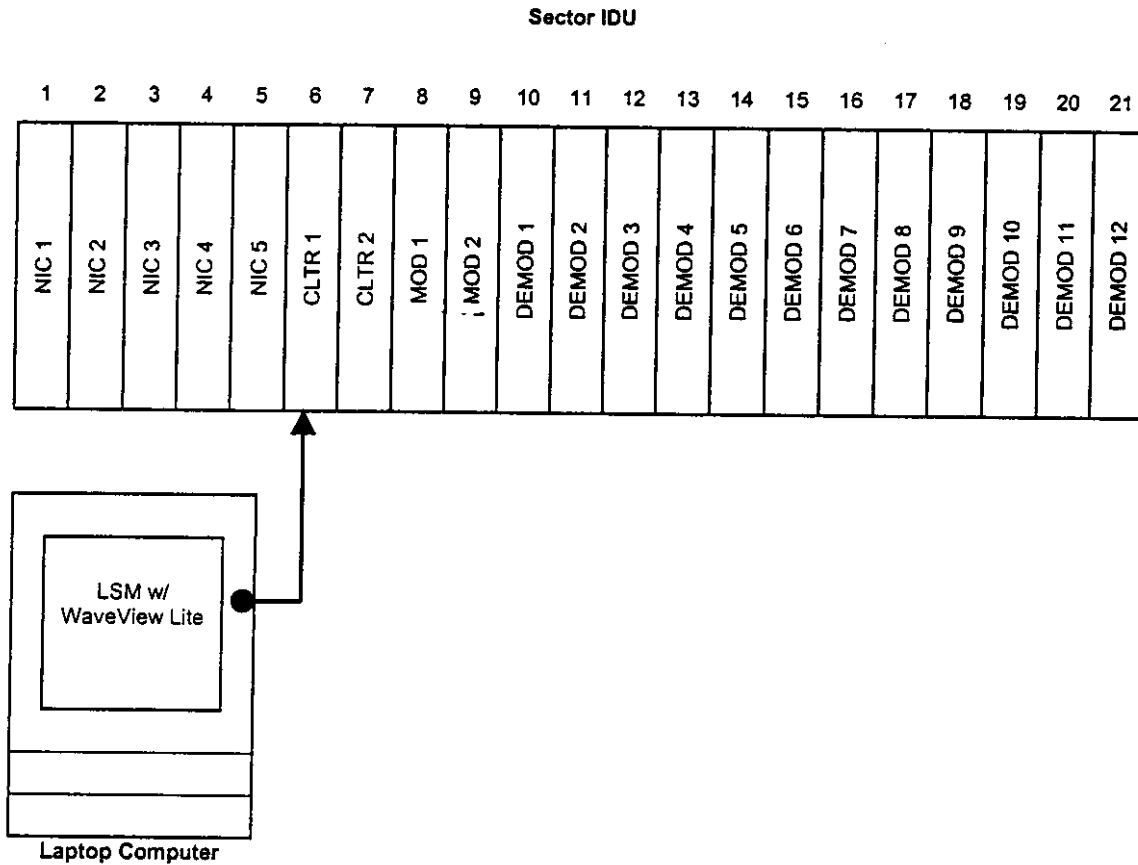 Sector IDU
1 2 3 4 5 6 7 8 9 10 11 12 13 14 15 16 17 18 19 20 21
NIC 1
NIC 2
NIC 3
NIC 4
NIC 5
CLTR 1
CLTR 2
MOD 1
MOD 2
DEMOD 1
DEMOD 2
DEMOD 3
DEMOD 4
DEMOD 5
DEMOD 6
DEMOD 7
DEMOD 8
DEMOD 9
DEMOD 10
DEMOD 11
DEMOD 12
LSM w/
WaveView Lite
Laptop Computer